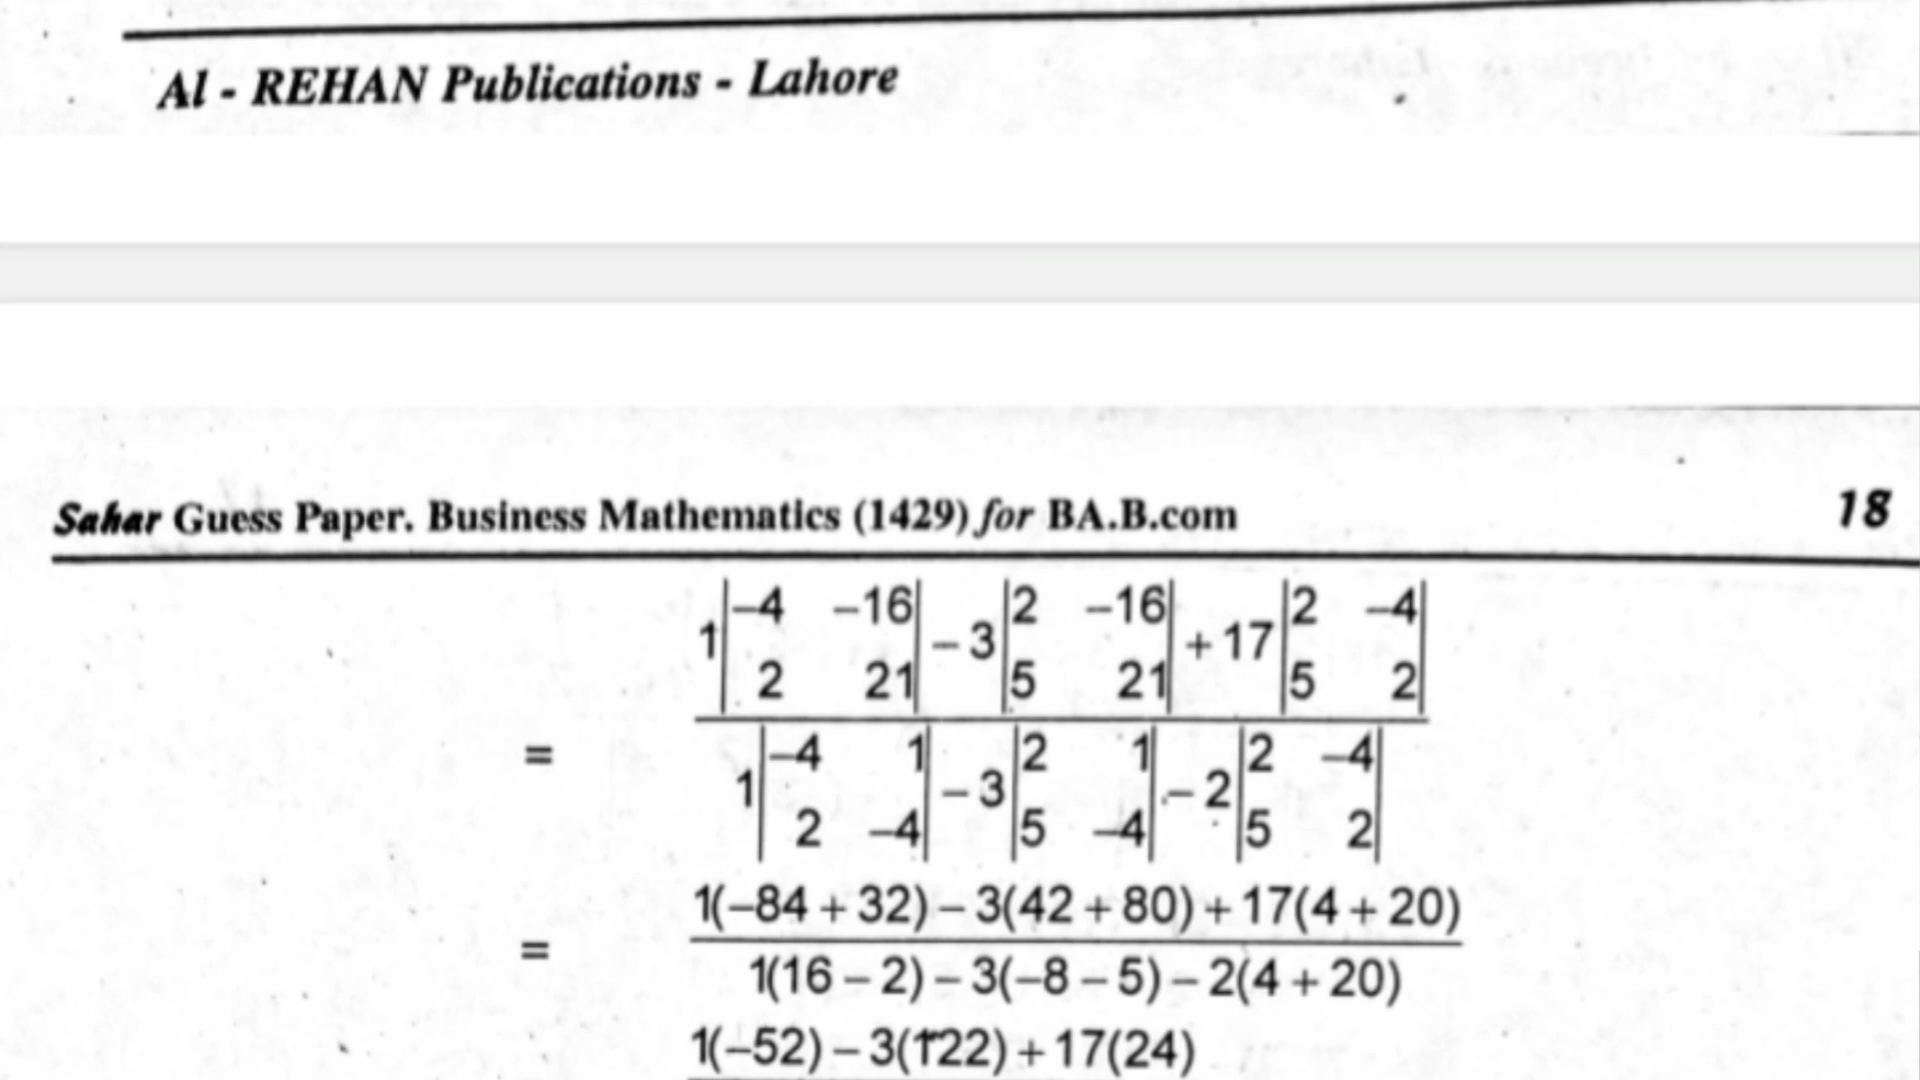 Al - REHAN Publications - Lahore
Sahar Guess Paper. Business Mathematics (1429) for BA.B.com 18
1|−4 −16| − 3|2 −16| + 17|2 −4|
|2 21| |5 21| |5 2|
=
1|−4 1| − 3|2 1| − 2|2 −4|
|2 −4| |5 −4| |5 2|
1(−84 + 32) − 3(42 + 80) + 17(4 + 20)
=
1(16 − 2) − 3(−8 − 5) − 2(4 + 20)
1(−52) − 3(122) + 17(24)